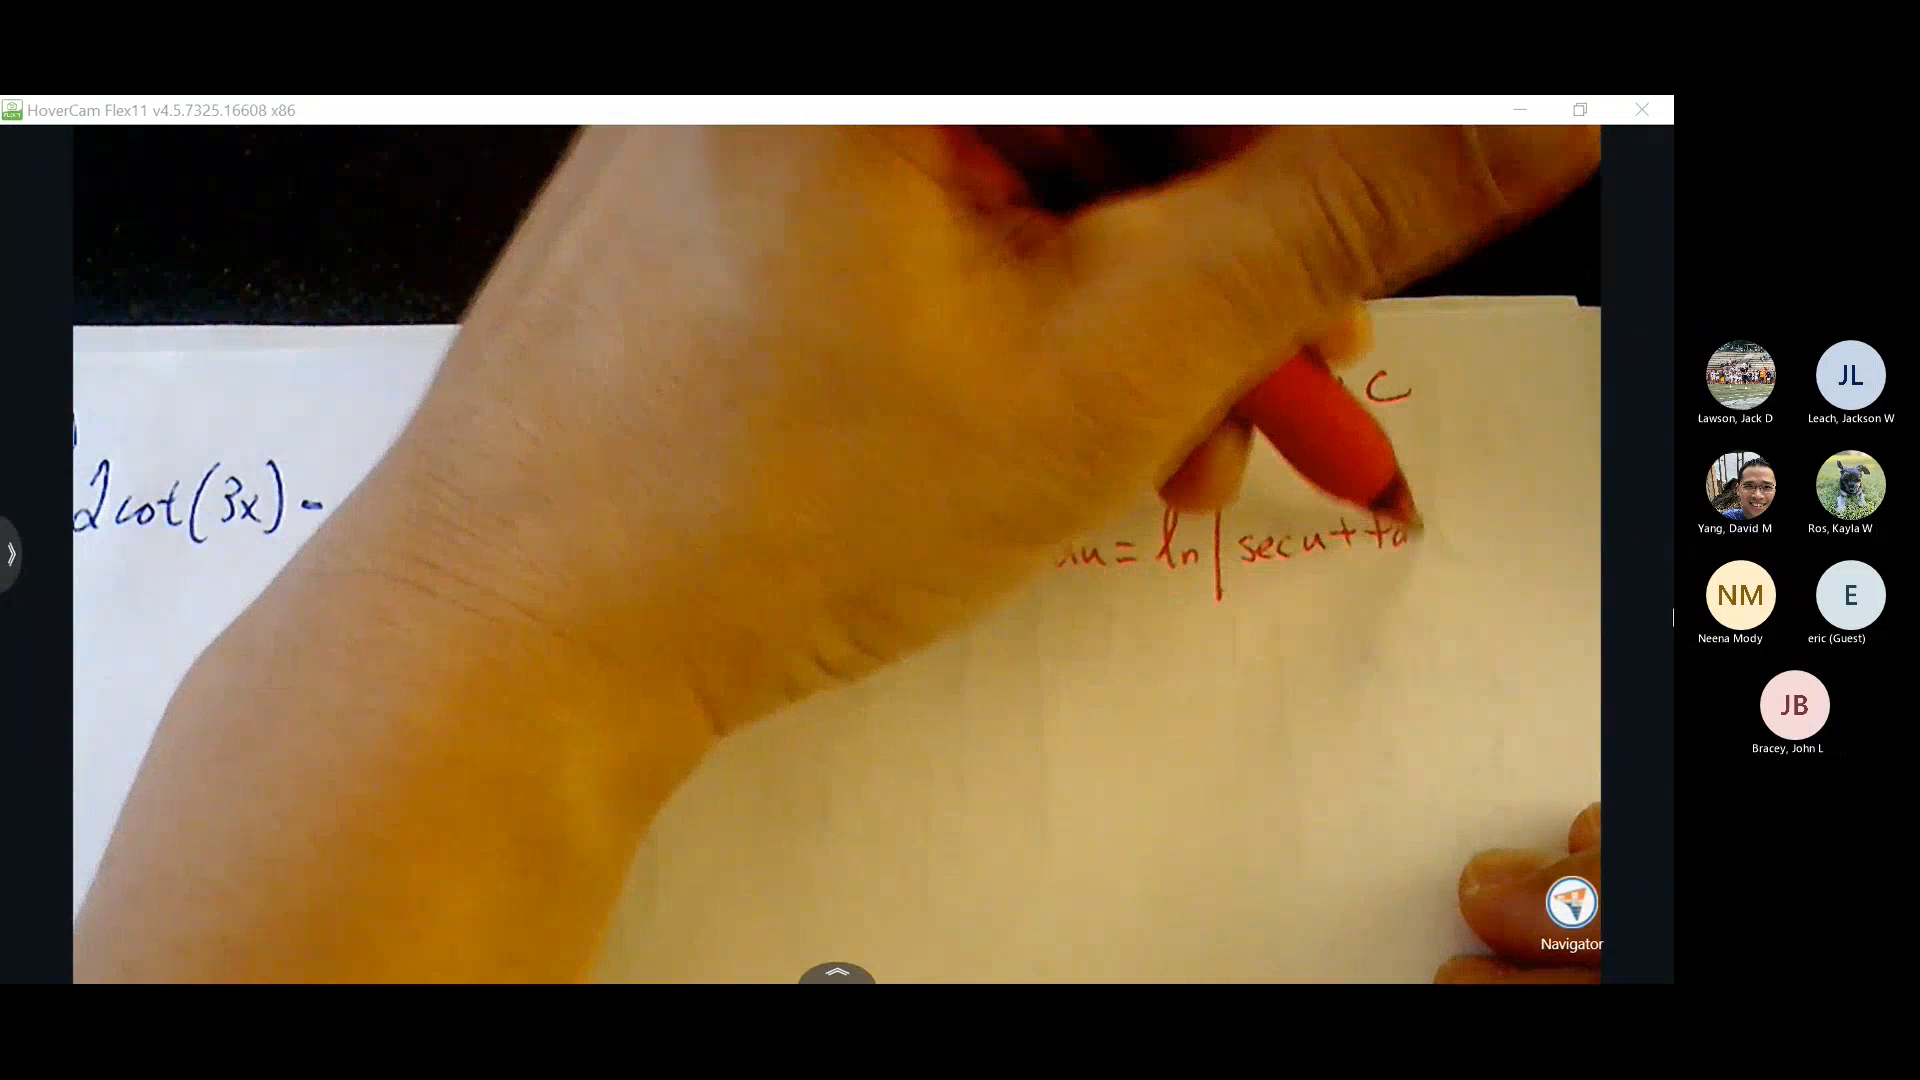 HoverCam Flex11 v4.5.7325.16608 x86
C
2cot(3x) -
u = ln|sec u + ta
JL
Lawson, Jack D
Leach, Jackson W
Yang, David M
Ros, Kayla W
NM
E
Neena Mody
eric (Guest)
JB
Bracey, John L
Navigator